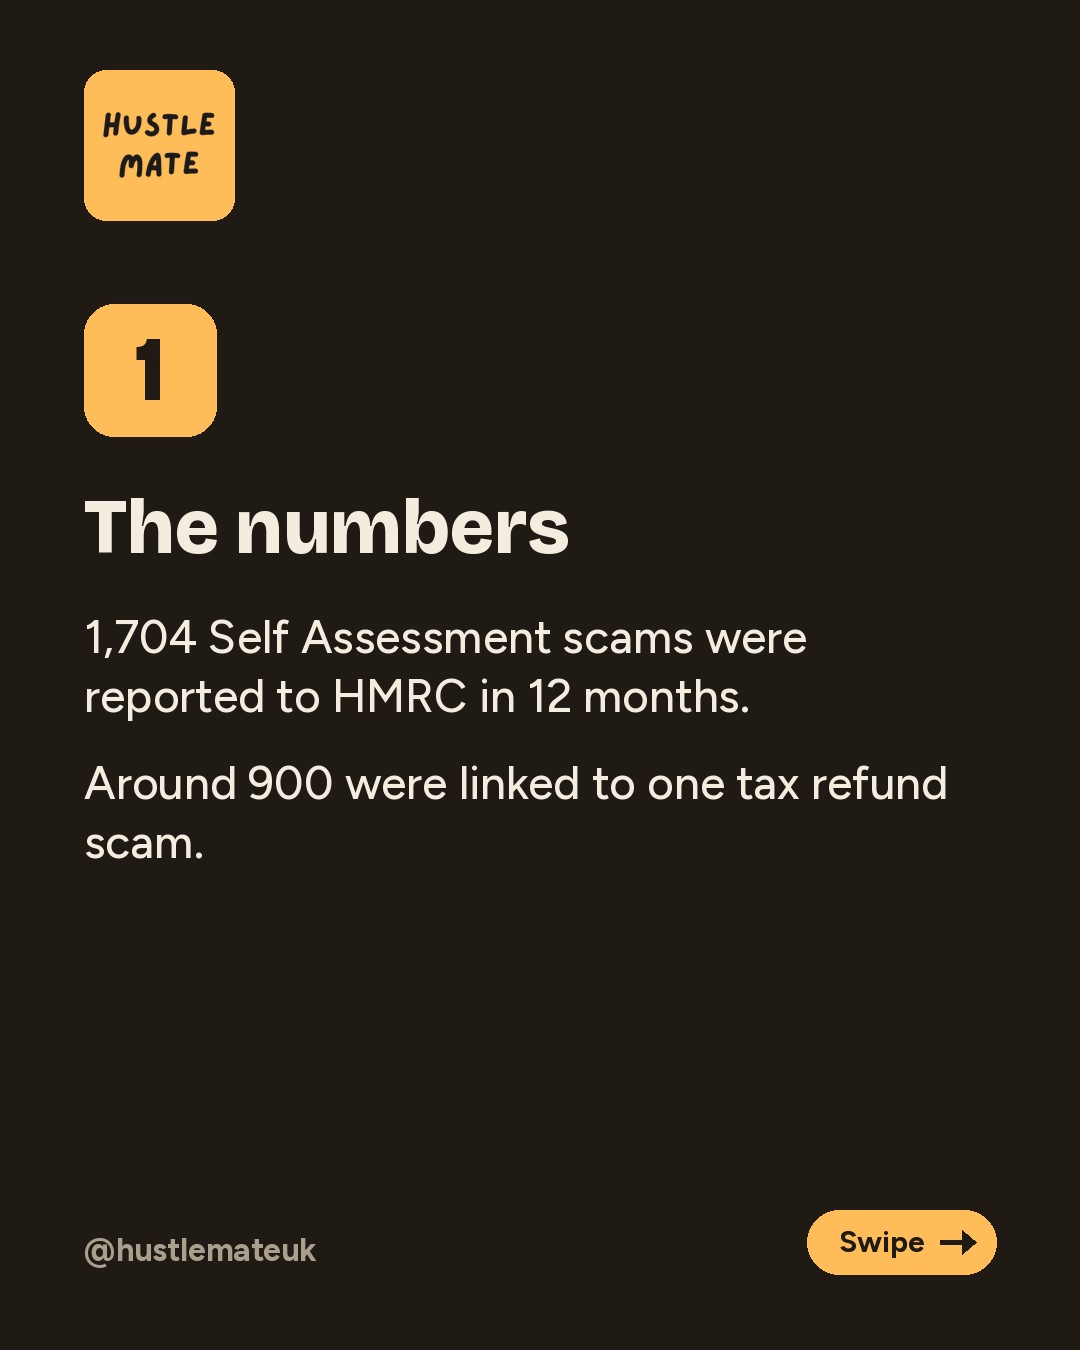 HUSTLE
MATE
1
The numbers
1,704 Self Assessment scams were
reported to HMRC in 12 months.
Around 900 were linked to one tax refund
scam.
@hustlemateuk
Swipe